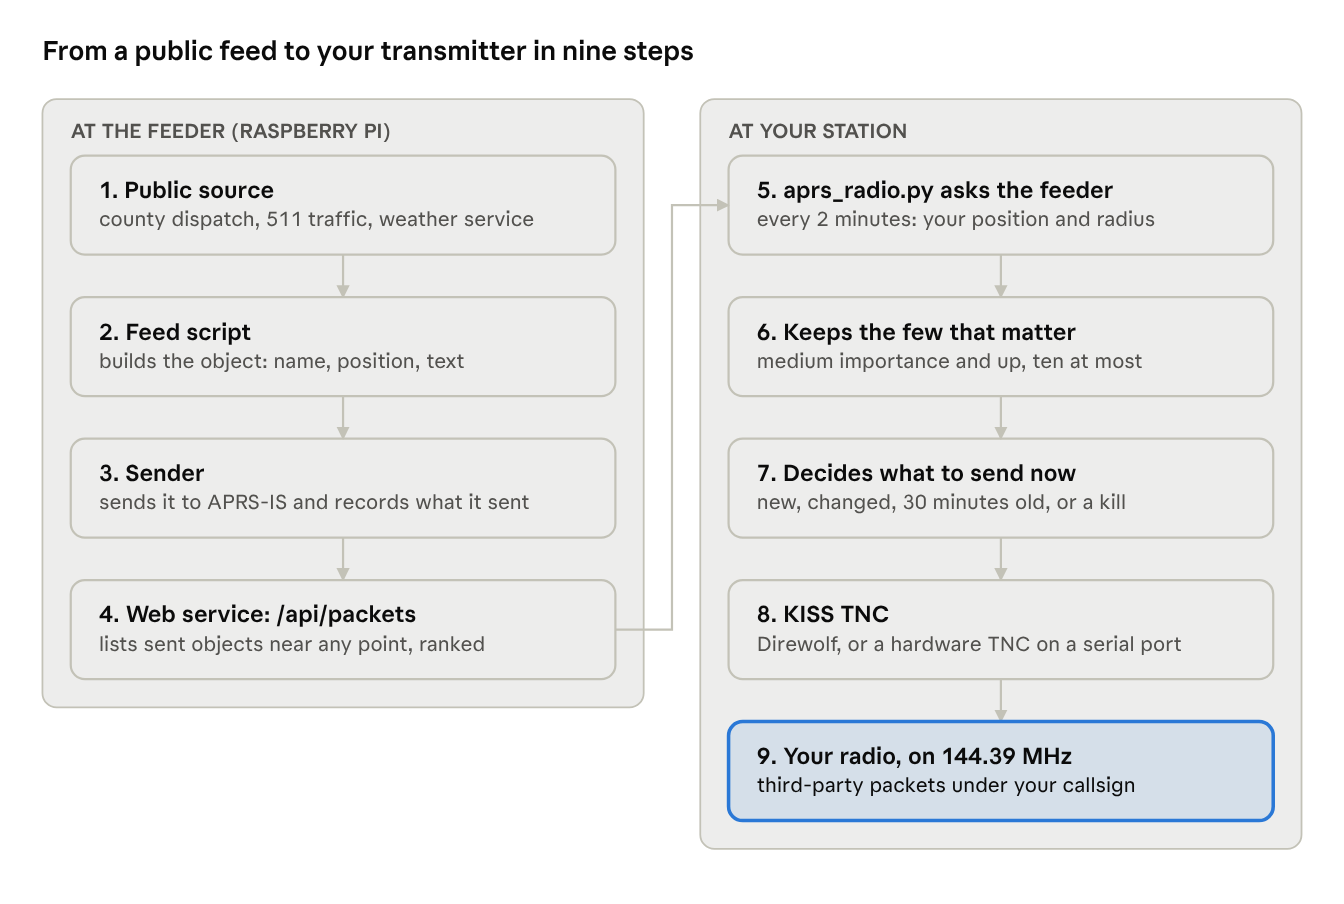 From a public feed to your transmitter in nine steps
AT THE FEEDER (RASPBERRY PI)
1. Public source
county dispatch, 511 traffic, weather service
2. Feed script
builds the object: name, position, text
3. Sender
sends it to APRS-IS and records what it sent
4. Web service: /api/packets
lists sent objects near any point, ranked
AT YOUR STATION
5. aprs_radio.py asks the feeder
every 2 minutes: your position and radius
6. Keeps the few that matter
medium importance and up, ten at most
7. Decides what to send now
new, changed, 30 minutes old, or a kill
8. KISS TNC
Direwolf, or a hardware TNC on a serial port
9. Your radio, on 144.39 MHz
third-party packets under your callsign